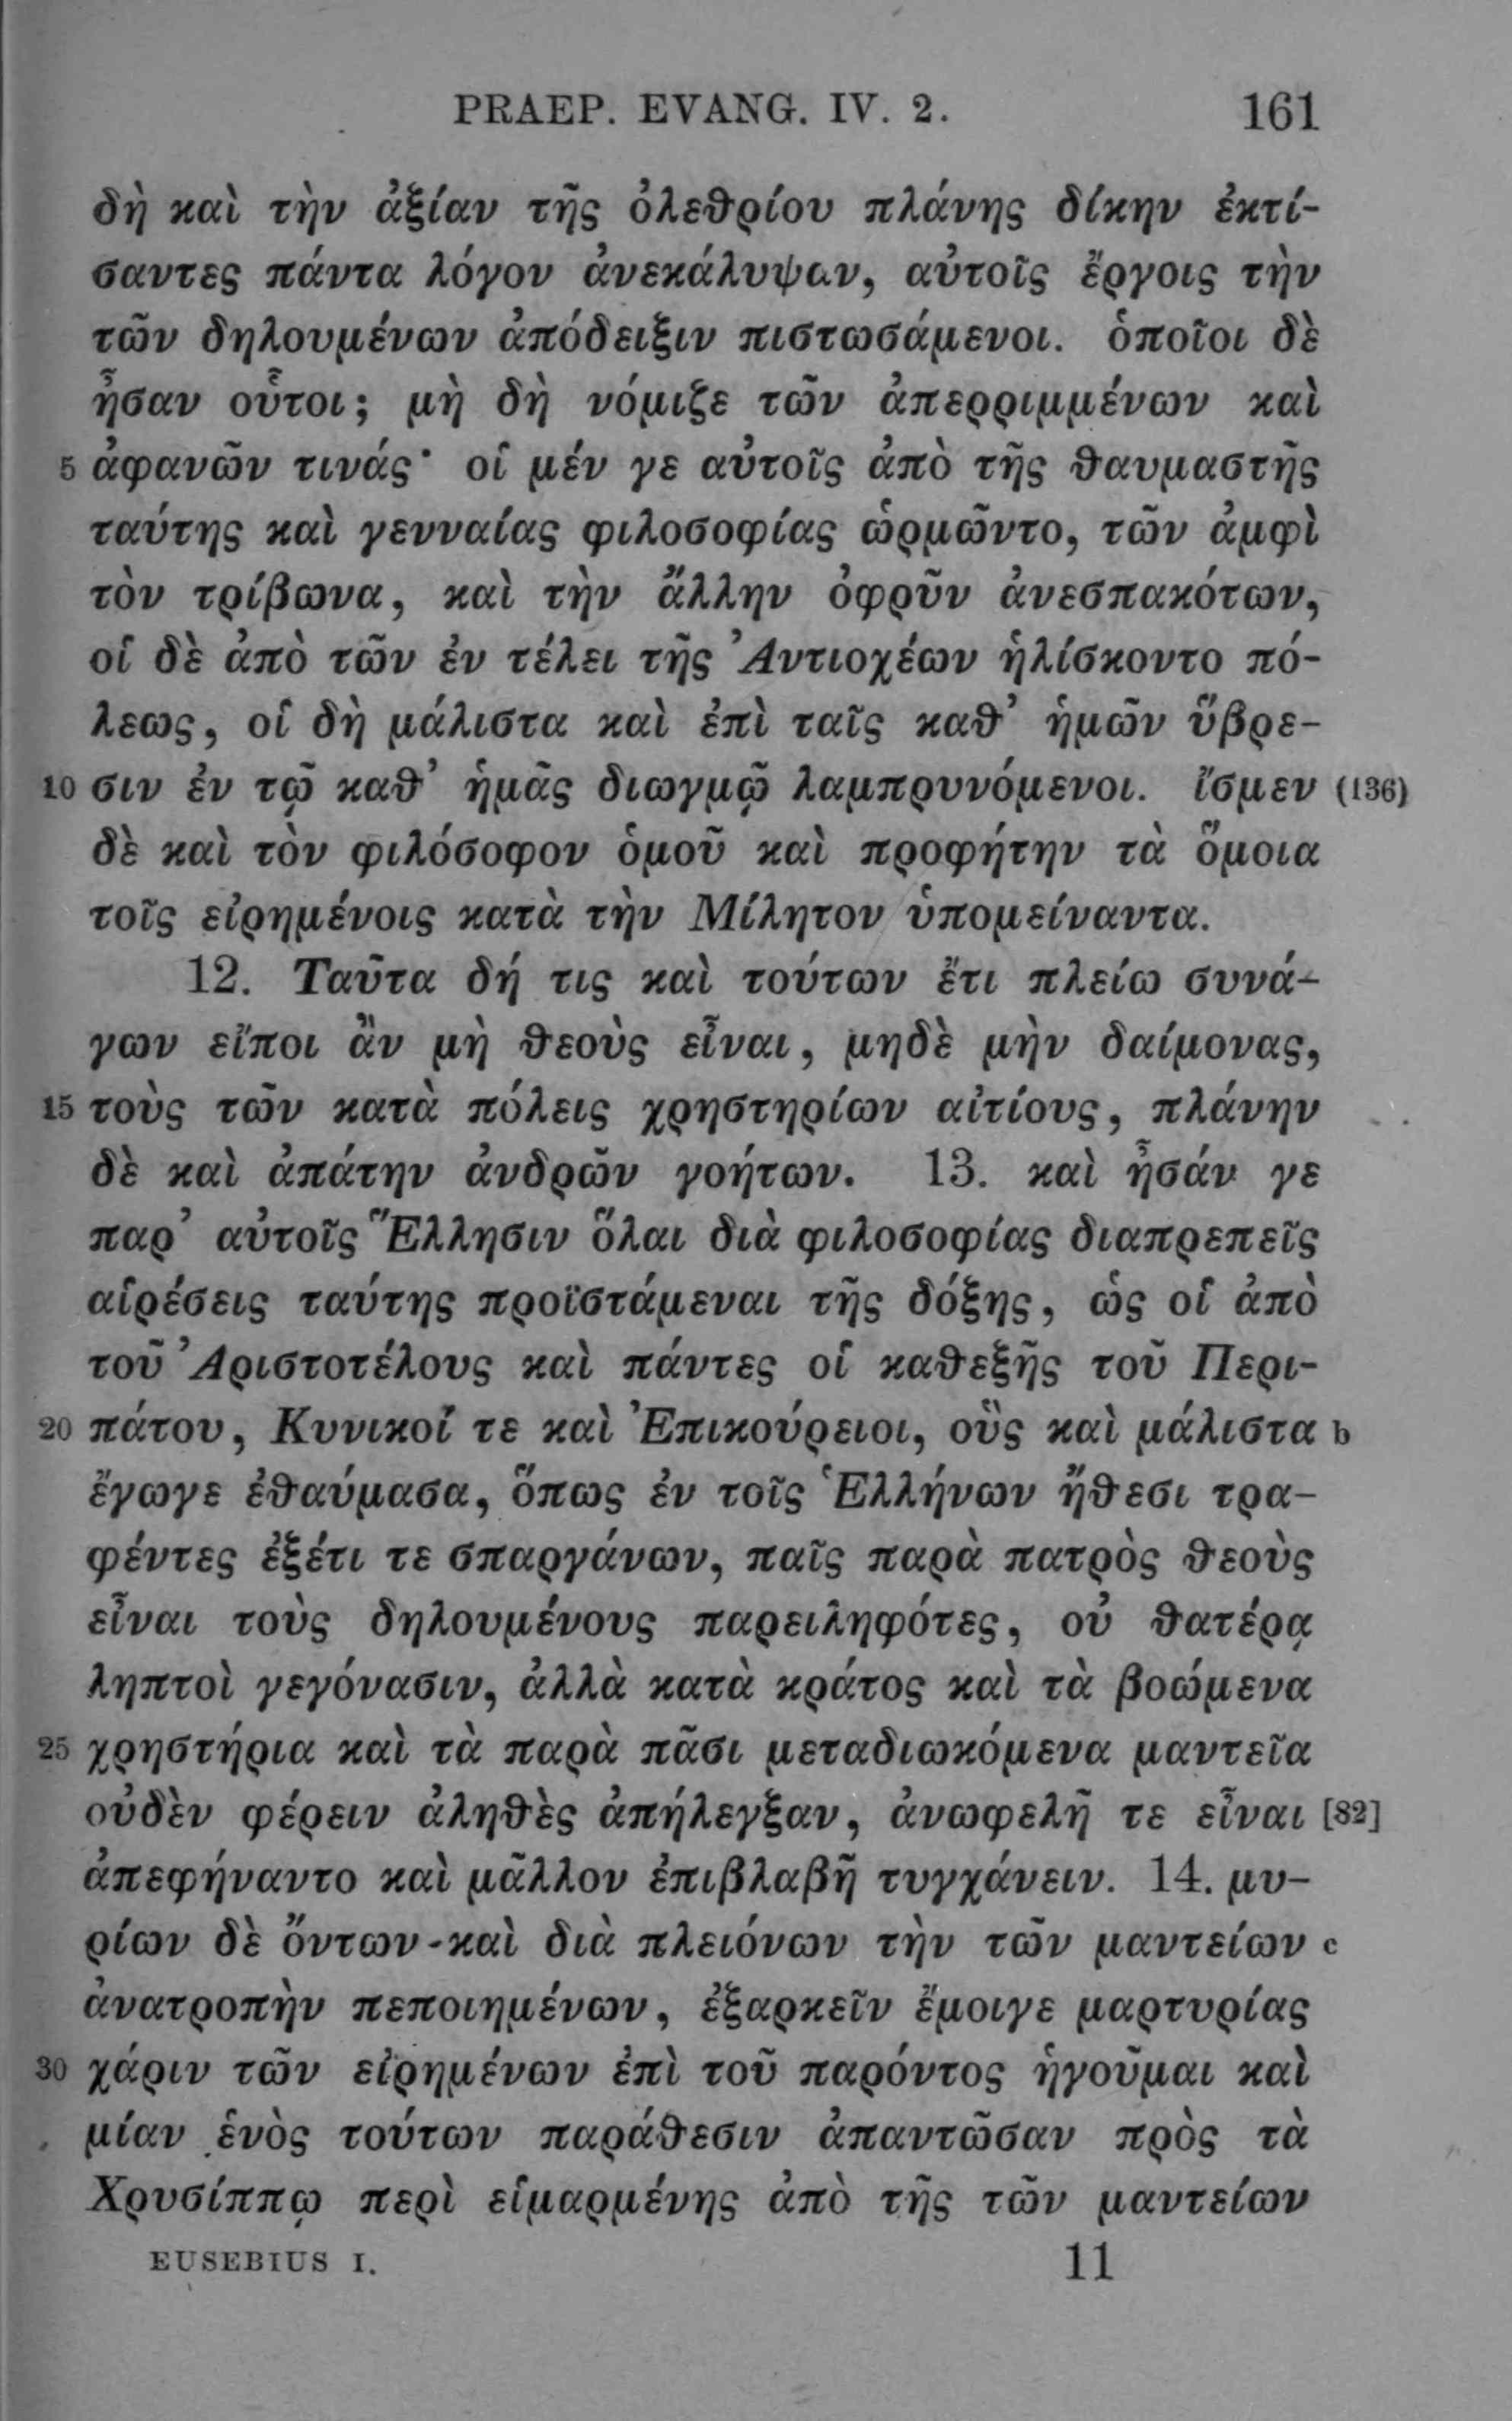 PRAEP. EVANG. IV. 2. 161
δὴ καὶ τὴν ἀξίαν τῆς ὀλεθρίου πλάνης δίκην ἐκτί-
σαντες πάντα λόγον ἀνεκάλυψαν, αὐτοῖς ἔργοις τὴν
τῶν δηλουμένων ἀπόδειξιν πιστωσάμενοι. ὁποῖοι δὲ
ἦσαν οὗτοι; μὴ δὴ νόμιζε τῶν ἀπερριμμένων καὶ
5 ἀφανῶν τινάς· οἱ μέν γε αὐτοῖς ἀπὸ τῆς θαυμαστῆς
ταύτης καὶ γενναίας φιλοσοφίας ὡρμῶντο, τῶν ἀμφὶ
τὸν τρίβωνα, καὶ τὴν ἄλλην ὀφρῦν ἀνεσπακότων,
οἱ δὲ ἀπὸ τῶν ἐν τέλει τῆς Ἀντιοχέων ἡλίσκοντο πό-
λεως, οἱ δὴ μάλιστα καὶ ἐπὶ ταῖς καθ’ ἡμῶν ὕβρε-
10 σιν ἐν τῷ καθ’ ἡμᾶς διωγμῷ λαμπρυνόμενοι. ἴσμεν (136)
δὲ καὶ τὸν φιλόσοφον ὁμοῦ καὶ προφήτην τὰ ὅμοια
τοῖς εἰρημένοις κατὰ τὴν Μίλητον ὑπομείναντα.
12. Ταῦτα δή τις καὶ τούτων ἔτι πλείω συνά-
γων εἴποι ἂν μὴ θεοὺς εἶναι, μηδὲ μὴν δαίμονας,
15 τοὺς τῶν κατὰ πόλεις χρηστηρίων αἰτίους, πλάνην
δὲ καὶ ἀπάτην ἀνδρῶν γοήτων. 13. καὶ ἦσάν γε
παρ’ αὐτοῖς Ἕλλησιν ὅλαι διὰ φιλοσοφίας διαπρεπεῖς
αἱρέσεις ταύτης προϊστάμεναι τῆς δόξης, ὡς οἱ ἀπὸ
τοῦ Ἀριστοτέλους καὶ πάντες οἱ καθεξῆς τοῦ Περι-
20 πάτου, Κυνικοί τε καὶ Ἐπικούρειοι, οὓς καὶ μάλιστα b
ἔγωγε ἐθαύμασα, ὅπως ἐν τοῖς Ἑλλήνων ἤθεσι τρα-
φέντες ἐξέτι τε σπαργάνων, παῖς παρὰ πατρὸς θεοὺς
εἶναι τοὺς δηλουμένους παρειληφότες, οὐ θατέρᾳ
ληπτοὶ γεγόνασιν, ἀλλὰ κατὰ κράτος καὶ τὰ βοώμενα
25 χρηστήρια καὶ τὰ παρὰ πᾶσι μεταδιωκόμενα μαντεῖα
οὐδὲν φέρειν ἀληθὲς ἀπήλεγξαν, ἀνωφελῆ τε εἶναι [82]
ἀπεφήναντο καὶ μᾶλλον ἐπιβλαβῆ τυγχάνειν. 14. μυ-
ρίων δὲ ὄντων καὶ διὰ πλειόνων τὴν τῶν μαντείων c
ἀνατροπὴν πεποιημένων, ἐξαρκεῖν ἔμοιγε μαρτυρίας
30 χάριν τῶν εἰρημένων ἐπὶ τοῦ παρόντος ἡγοῦμαι καὶ
μίαν ἑνὸς τούτων παράθεσιν ἀπαντῶσαν πρὸς τὰ
Χρυσίππῳ περὶ εἱμαρμένης ἀπὸ τῆς τῶν μαντείων
EUSEBIUS I. 11